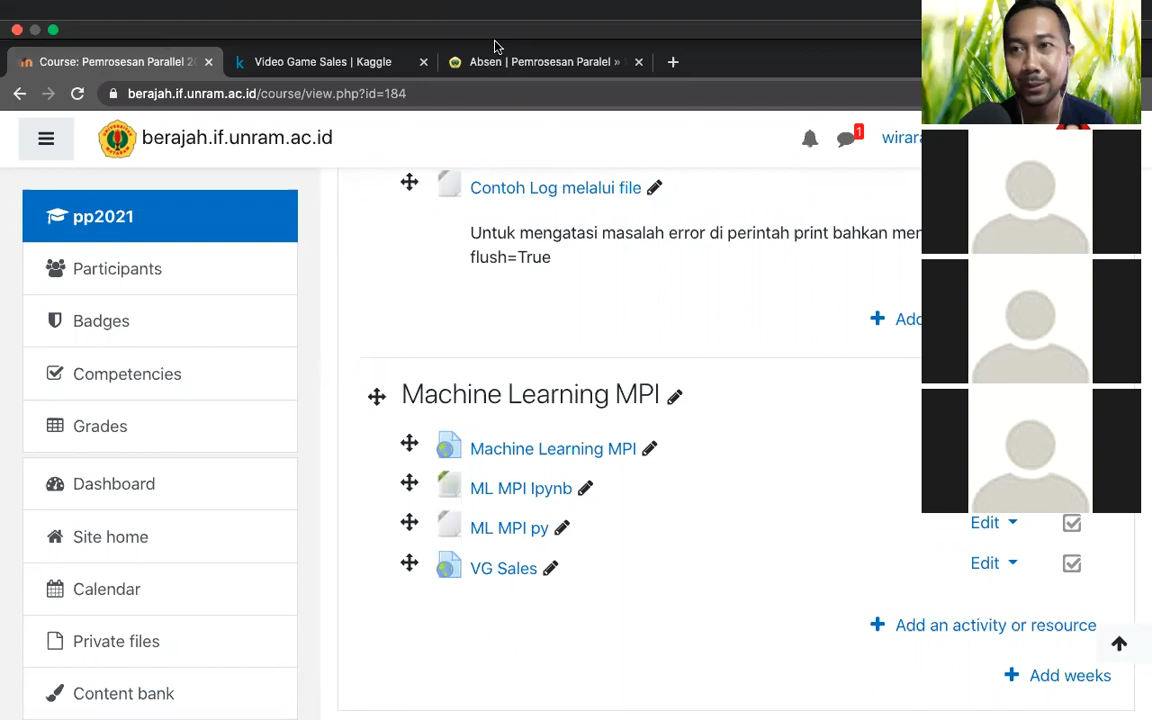 Course: Pemrosesan Parallel 20
Video Game Sales | Kaggle
Absen | Pemrosesan Paralel »
berajah.if.unram.ac.id/course/view.php?id=184
berajah.if.unram.ac.id
1
wirara
pp2021
Participants
Badges
Competencies
Grades
Dashboard
Site home
Calendar
Private files
Content bank
Contoh Log melalui file
Untuk mengatasi masalah error di perintah print bahkan mer
flush=True
Add
Machine Learning MPI
Machine Learning MPI
ML MPI Ipynb
ML MPI py
Edit
VG Sales
Edit
Add an activity or resource
Add weeks